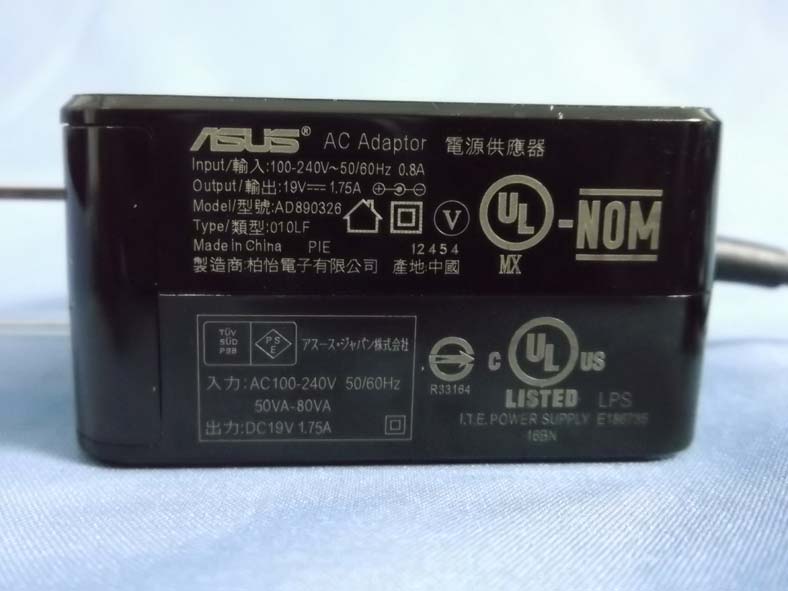 ASUS® AC Adaptor 電源供應器
Input/輸入:100-240V~50/60Hz 0.8A
Output/輸出:19V⎓1.75A
Model/型號:AD890326
Type/類型:010LF
Made in China PIE 12454
製造商:柏怡電子有限公司 產地:中國
V
UL
MX
-NOM
TÜV
SÜD
PSB
PS
E
アスース・ジャパン株式会社
入力:AC100-240V 50/60Hz
50VA-80VA
出力:DC19V 1.75A
R33164
C UL US
LISTED LPS
I.T.E. POWER SUPPLY E186735
16BN